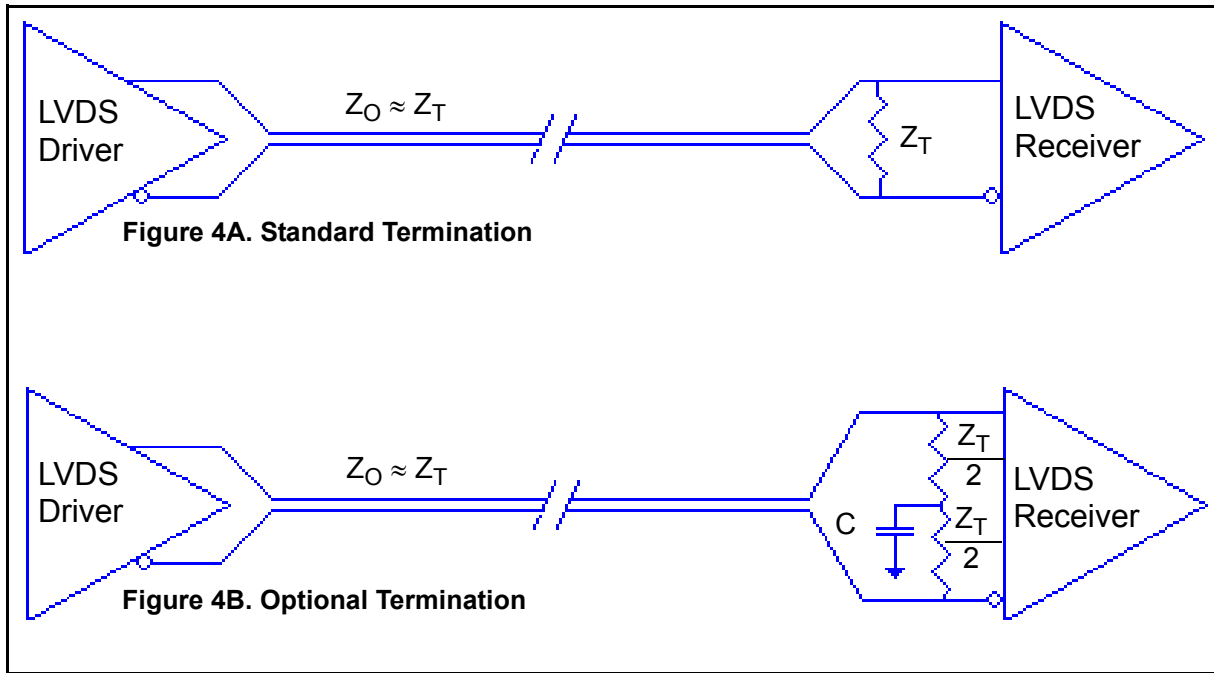 LVDS
Driver
Z_O ≈ Z_T
Z_T
LVDS
Receiver
Figure 4A. Standard Termination
LVDS
Driver
Z_O ≈ Z_T
C
Z_T
2
Z_T
2
LVDS
Receiver
Figure 4B. Optional Termination